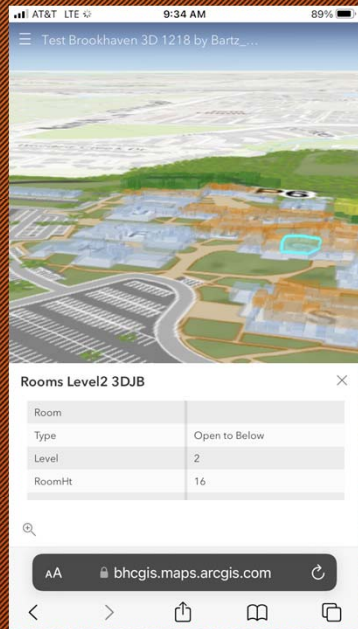 AT&T LTE 9:34 AM 89%
Test Brookhaven 3D 1218 by Bartz_...
P6
Rooms Level2 3DJB
Room
Type Open to Below
Level 2
RoomHt 16
AA bhcgis.maps.arcgis.com